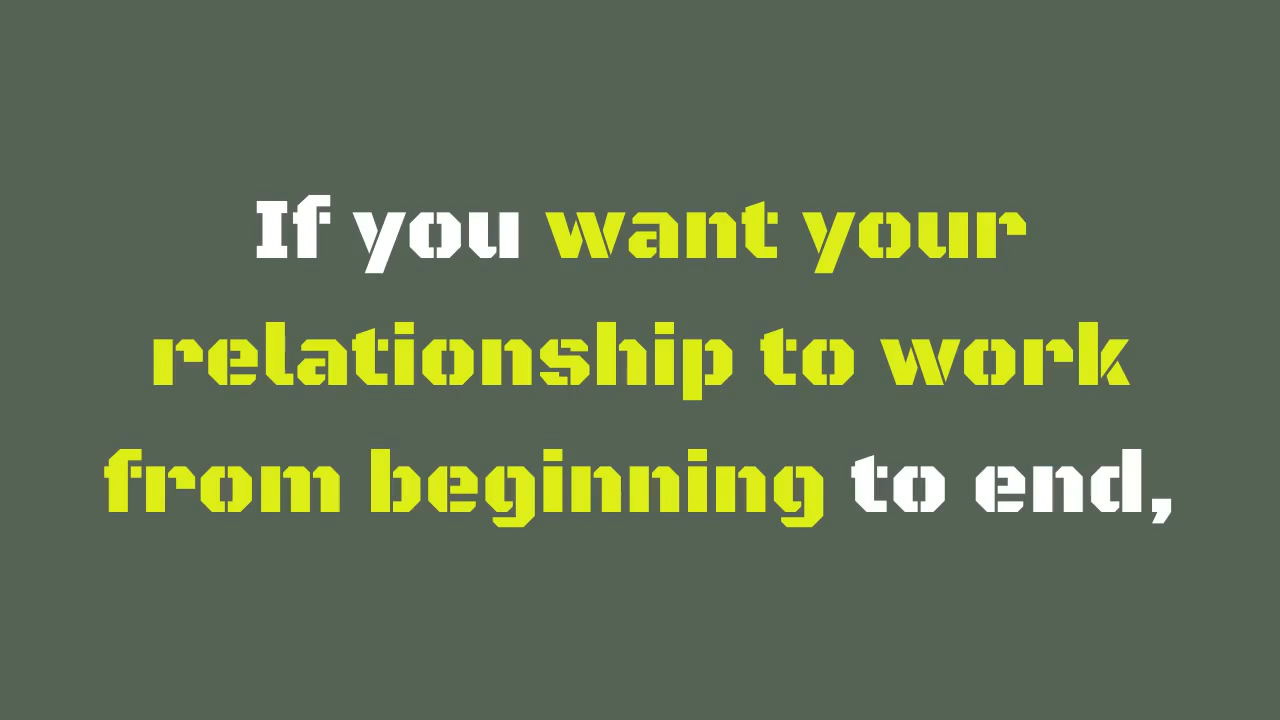 If you want your
relationship to work
from beginning to end,